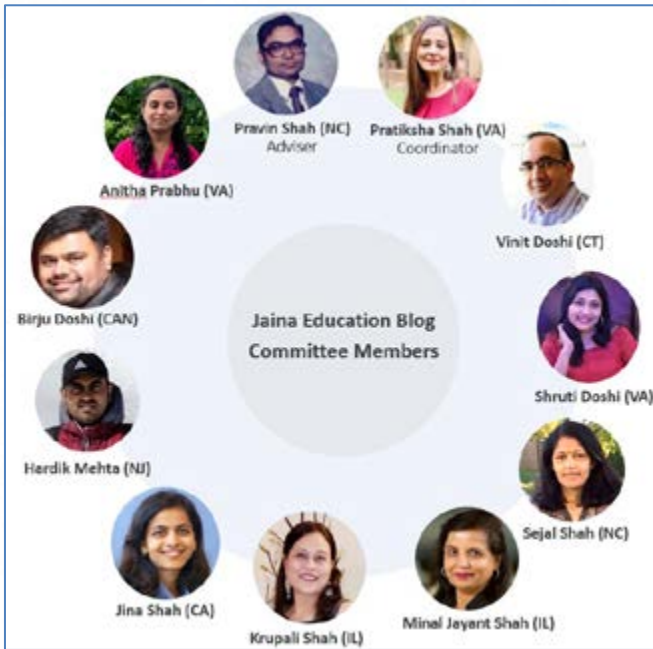 Pravin Shah (NC)
Adviser
Pratiksha Shah (VA)
Coordinator
Anitha Prabhu (VA)
Vinit Doshi (CT)
Birju Doshi (CAN)
Jaina Education Blog
Committee Members
Shruti Doshi (VA)
Hardik Mehta (NJ)
Sejal Shah (NC)
Jina Shah (CA)
Krupali Shah (IL)
Minal Jayant Shah (IL)